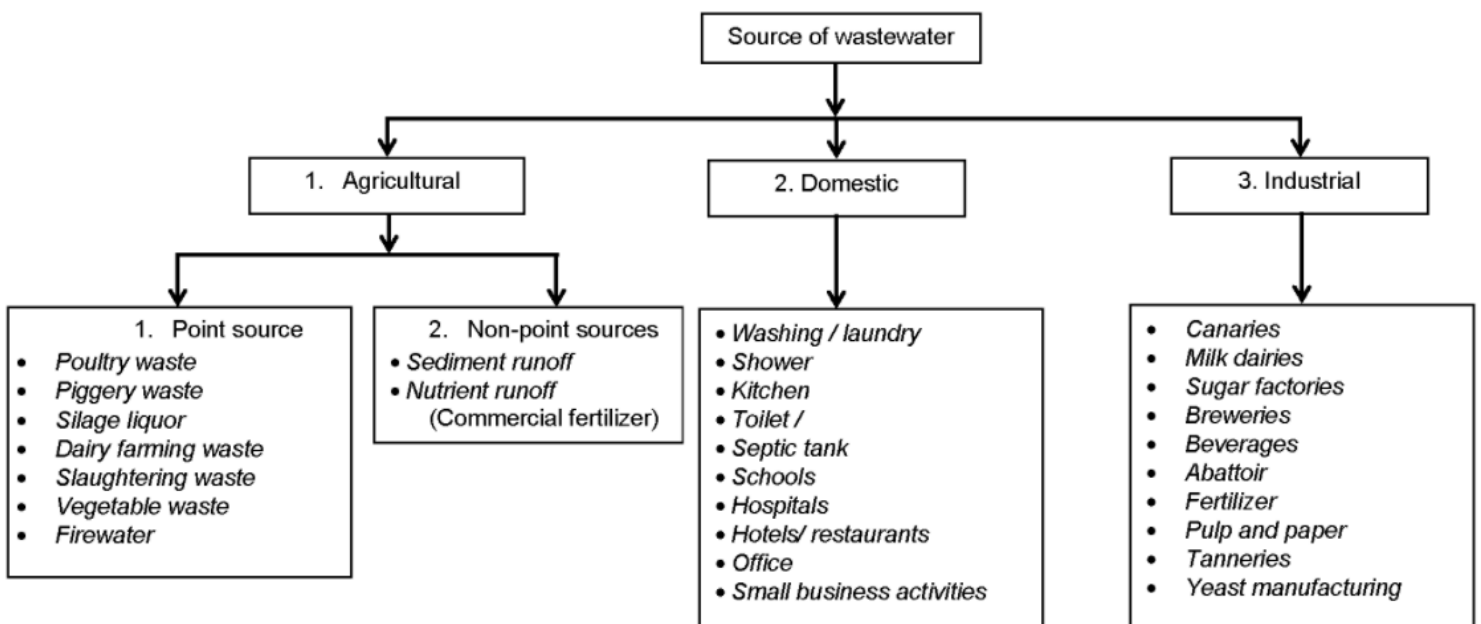 Source of wastewater
1. Agricultural
2. Domestic
3. Industrial
1. Point source
• Poultry waste
• Piggery waste
• Silage liquor
• Dairy farming waste
• Slaughtering waste
• Vegetable waste
• Firewater
2. Non-point sources
• Sediment runoff
• Nutrient runoff
(Commercial fertilizer)
• Washing / laundry
• Shower
• Kitchen
• Toilet /
• Septic tank
• Schools
• Hospitals
• Hotels/ restaurants
• Office
• Small business activities
• Canaries
• Milk dairies
• Sugar factories
• Breweries
• Beverages
• Abattoir
• Fertilizer
• Pulp and paper
• Tanneries
• Yeast manufacturing